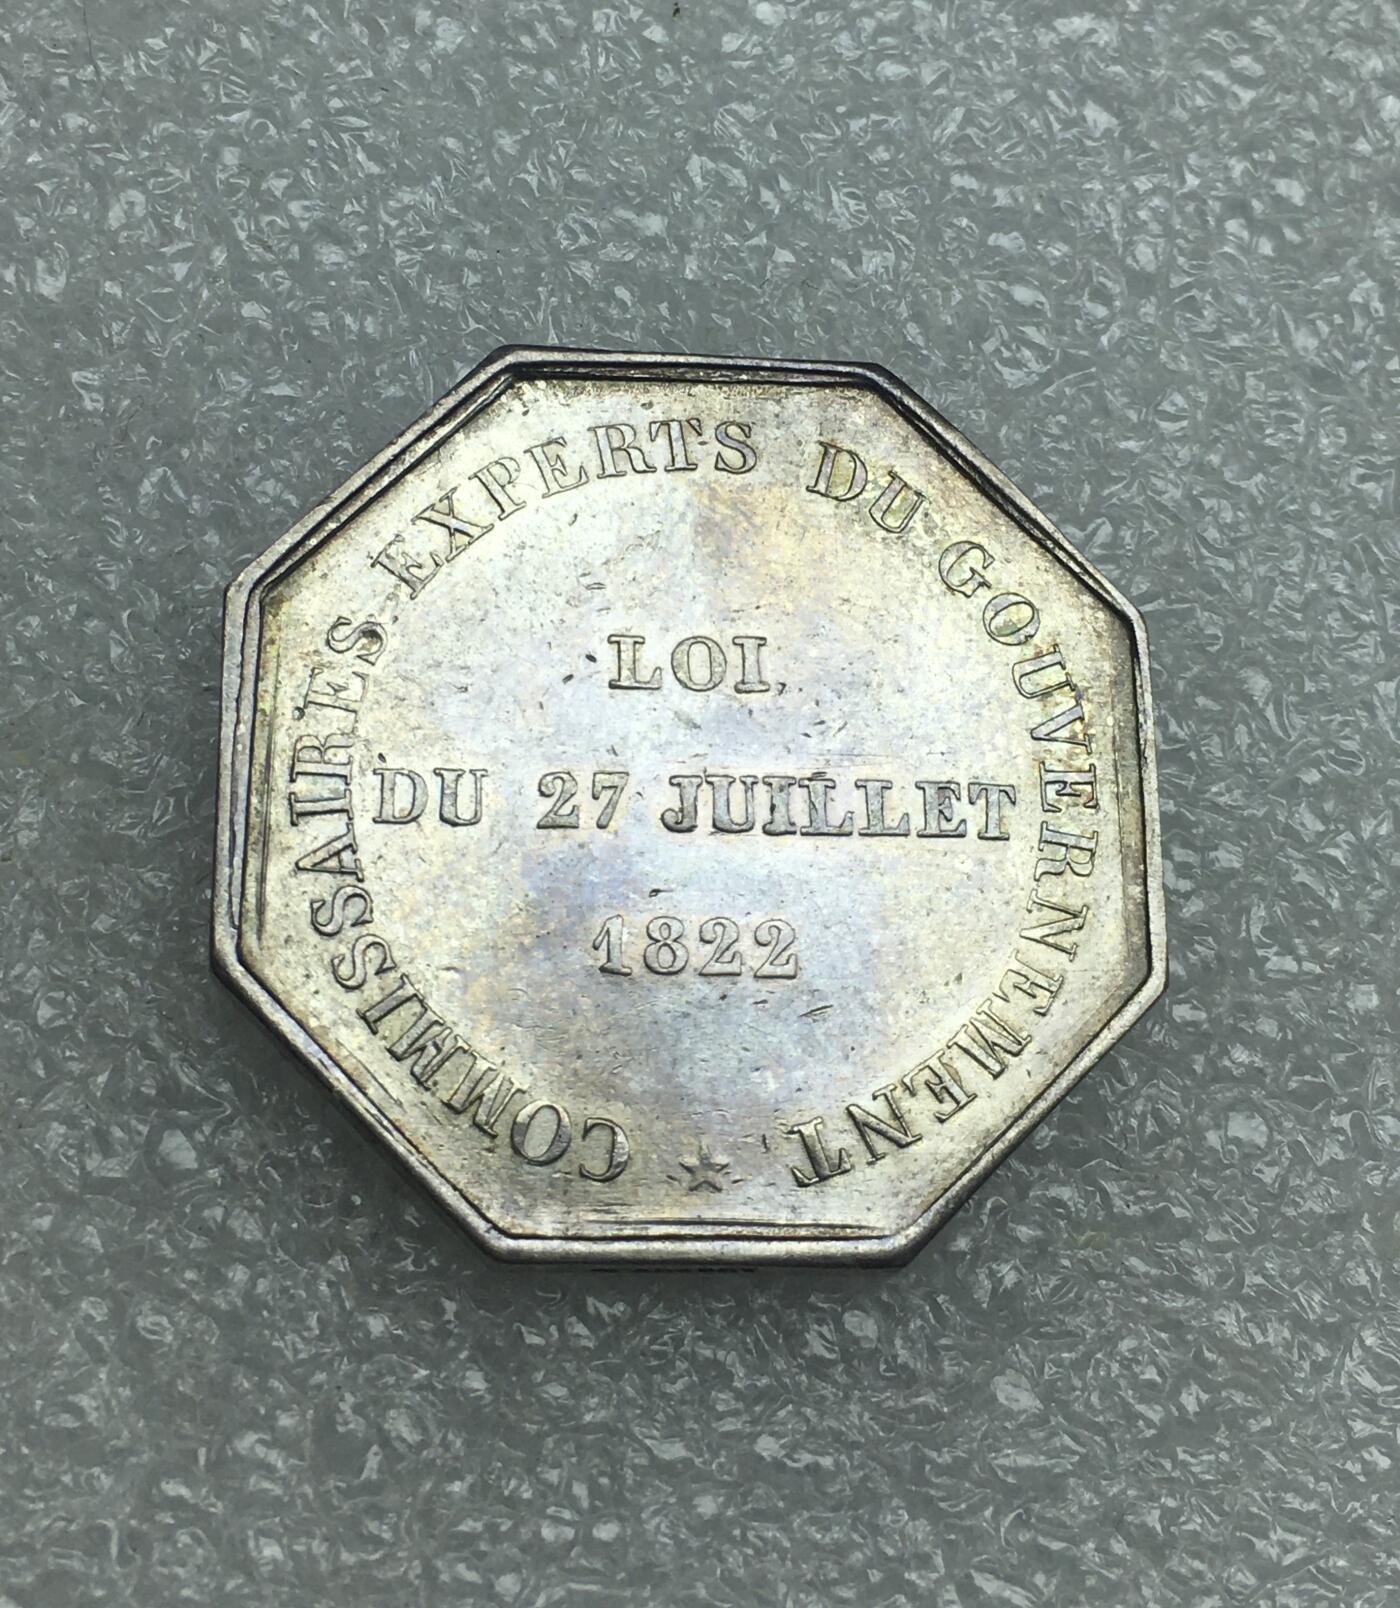 COMMISSAIRES EXPERTS DU GOUVERNEMENT
LOI
DU 27 JUILLET
1822